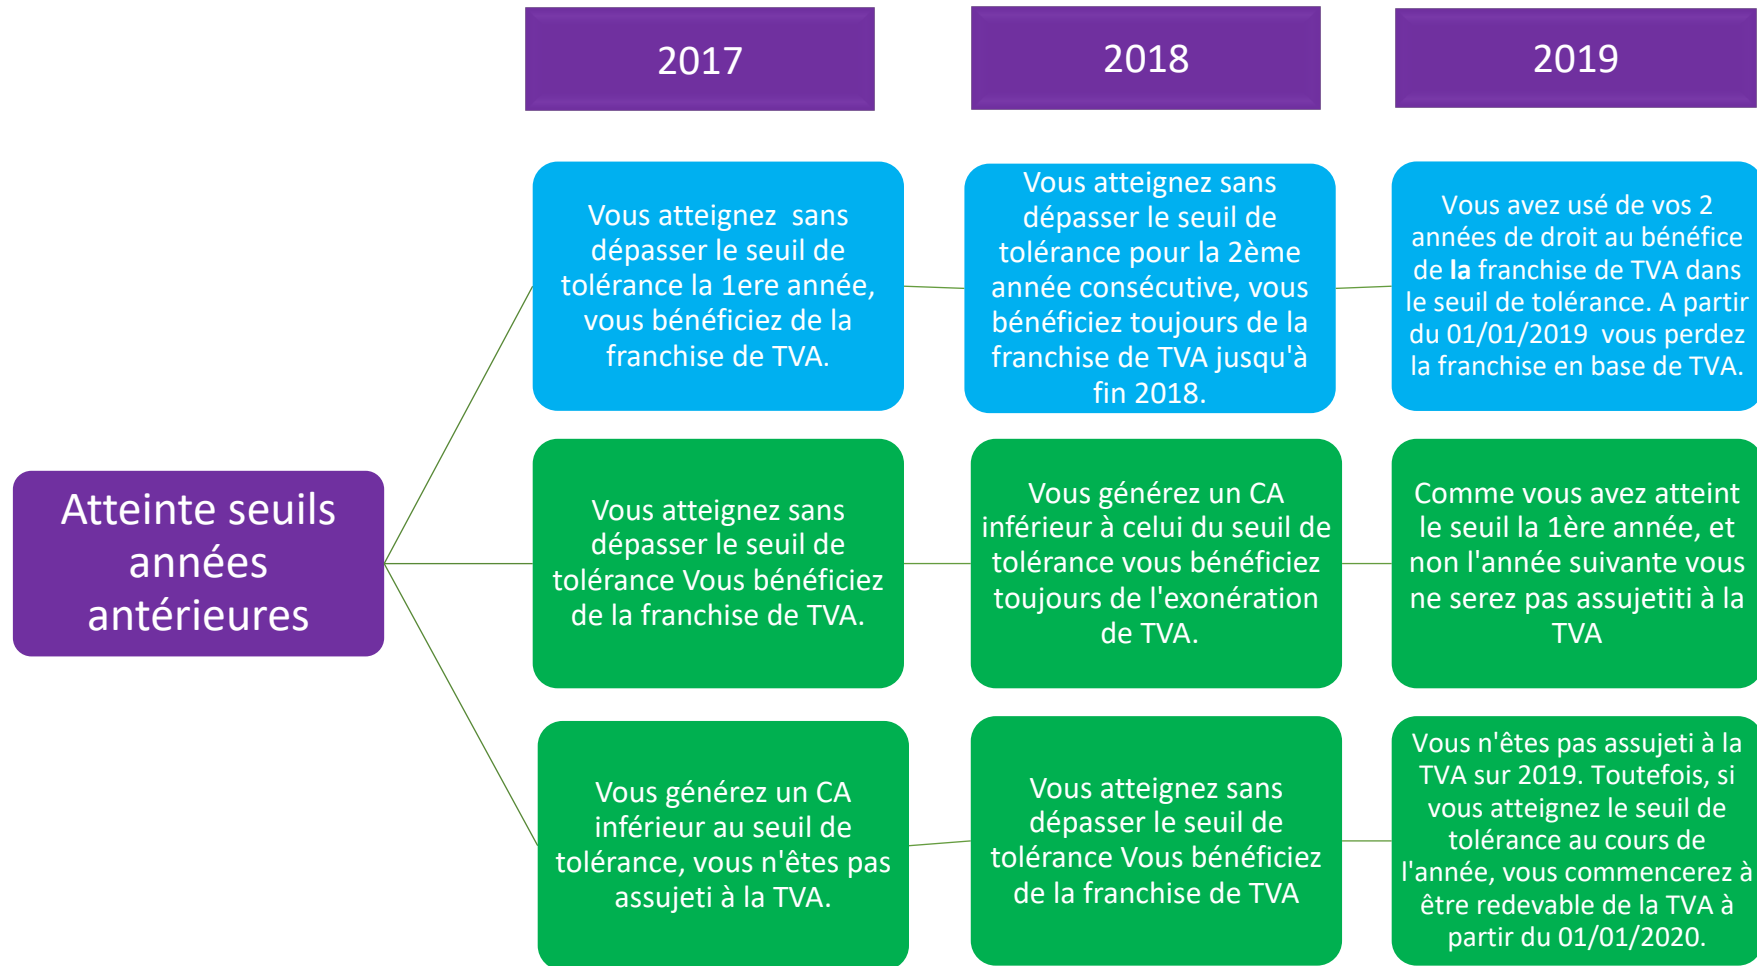 2017
2018
2019
Vous atteignez  sans
dépasser le seuil de
tolérance la 1ere année,
vous bénéficiez de la
franchise de TVA.
Vous atteignez sans
dépasser le seuil de
tolérance pour la 2ème
année consécutive, vous
bénéficiez toujours de la
franchise de TVA jusqu'à
fin 2018.
Vous avez usé de vos 2
années de droit au bénéfice
de la franchise de TVA dans
le seuil de tolérance. A partir
du 01/01/2019  vous perdez
la franchise en base de TVA.
Atteinte seuils
années
antérieures
Vous atteignez sans
dépasser le seuil de
tolérance Vous bénéficiez
de la franchise de TVA.
Vous générez un CA
inférieur à celui du seuil de
tolérance vous bénéficiez
toujours de l'exonération
de TVA.
Comme vous avez atteint
le seuil la 1ère année, et
non l'année suivante vous
ne serez pas assujetiti à la
TVA
Vous générez un CA
inférieur au seuil de
tolérance, vous n'êtes pas
assujeti à la TVA.
Vous atteignez sans
dépasser le seuil de
tolérance Vous bénéficiez
de la franchise de TVA
Vous n'êtes pas assujeti à la
TVA sur 2019. Toutefois, si
vous atteignez le seuil de
tolérance au cours de
l'année, vous commencerez à
être redevable de la TVA à
partir du 01/01/2020.